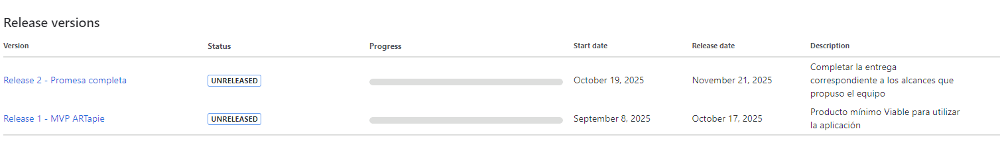 Release versions
Version Status Progress Start date Release date Description
Release 2 - Promesa completa UNRELEASED October 19, 2025 November 21, 2025 Completar la entrega
correspondiente a los alcances que
propuso el equipo
Release 1 - MVP ARTapie UNRELEASED September 8, 2025 October 17, 2025 Producto mínimo Viable para utilizar
la aplicación